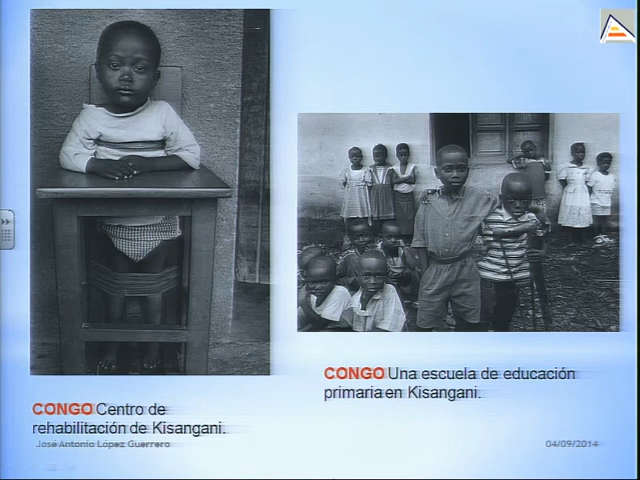 CONGO Centro de
rehabilitación de Kisangani.
José Antonio López Guerrero
CONGO Una escuela de educación
primaria en Kisangani.
04/09/2014